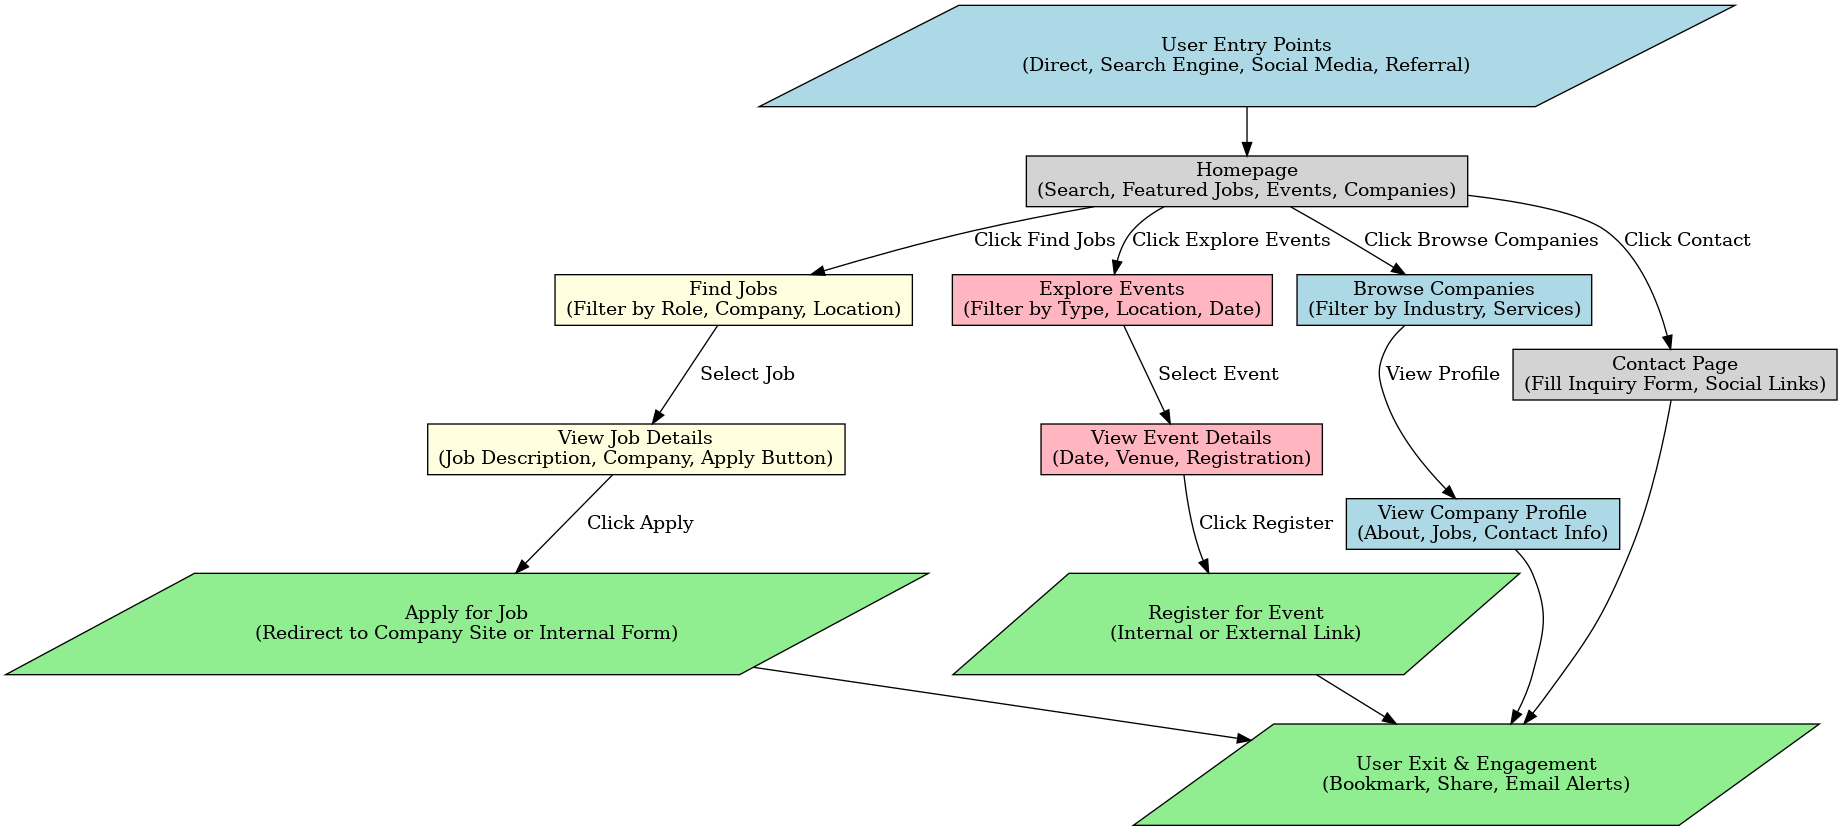 User Entry Points
(Direct, Search Engine, Social Media, Referral)
Homepage
(Search, Featured Jobs, Events, Companies)
Click Find Jobs
Click Explore Events
Click Browse Companies
Click Contact
Find Jobs
(Filter by Role, Company, Location)
Explore Events
(Filter by Type, Location, Date)
Browse Companies
(Filter by Industry, Services)
Select Job
Select Event
View Profile
Contact Page
(Fill Inquiry Form, Social Links)
View Job Details
(Job Description, Company, Apply Button)
View Event Details
(Date, Venue, Registration)
Click Apply
Click Register
View Company Profile
(About, Jobs, Contact Info)
Apply for Job
(Redirect to Company Site or Internal Form)
Register for Event
(Internal or External Link)
User Exit & Engagement
(Bookmark, Share, Email Alerts)